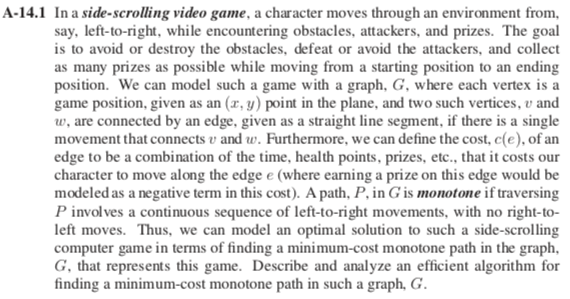 A-14.1 In a side-scrolling video game, a character moves through an environment from,
say, left-to-right, while encountering obstacles, attackers, and prizes. The goal
is to avoid or destroy the obstacles, defeat or avoid the attackers, and collect
as many prizes as possible while moving from a starting position to an ending
position. We can model such a game with a graph, G, where each vertex is a
game position, given as an (x, y) point in the plane, and two such vertices, v and
w, are connected by an edge, given as a straight line segment, if there is a single
movement that connects v and w. Furthermore, we can define the cost, c(e), of an
edge to be a combination of the time, health points, prizes, etc., that it costs our
character to move along the edge e (where earning a prize on this edge would be
modeled as a negative term in this cost). A path, P, in G is monotone if traversing
P involves a continuous sequence of left-to-right movements, with no right-to-
left moves. Thus, we can model an optimal solution to such a side-scrolling
computer game in terms of finding a minimum-cost monotone path in the graph,
G, that represents this game. Describe and analyze an efficient algorithm for
finding a minimum-cost monotone path in such a graph, G.